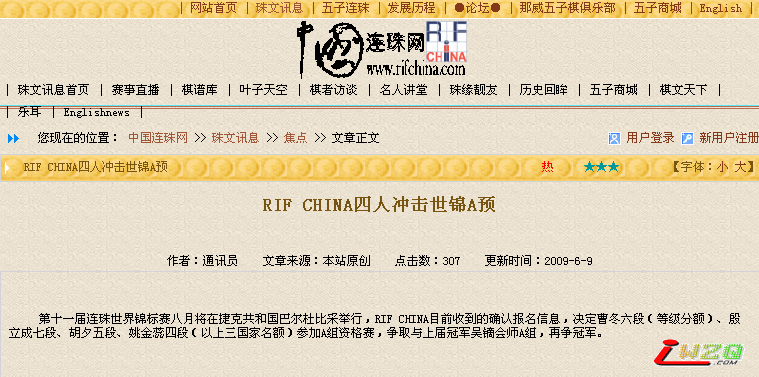 | 网站首页 | 珠文讯息 | 五子连珠 | 发展历程 | ●论坛● | 那威五子棋俱乐部 | 五子商城 | English |
中国连珠网 RIF CHINA
www.rifchina.com
| 珠文讯息首页 | 赛事直播 | 棋谱库 | 叶子天空 | 棋者访谈 | 名人讲堂 | 珠缘靓友 | 历史回眸 | 五子商城 | 棋文天下 |
| 乐耳 | Englishnews |
您现在的位置： 中国连珠网 >> 珠文讯息 >> 焦点 >> 文章正文 用户登录 新用户注册
RIF CHINA四人冲击世锦A预 热 ★★★ 【字体：小 大】
RIF CHINA四人冲击世锦A预
作者：通讯员 文章来源：本站原创 点击数：307 更新时间：2009-6-9
第十一届连珠世界锦标赛八月将在捷克共和国巴尔杜比采举行，RIF CHINA目前收到的确认报名信息，决定曹冬六段（等级分额）、殷
立成七段、胡夕五段、姚金蕊四段（以上三国家名额）参加A组资格赛，争取与上届冠军吴镝会师A组，再争冠军。
iWZQ
.COM